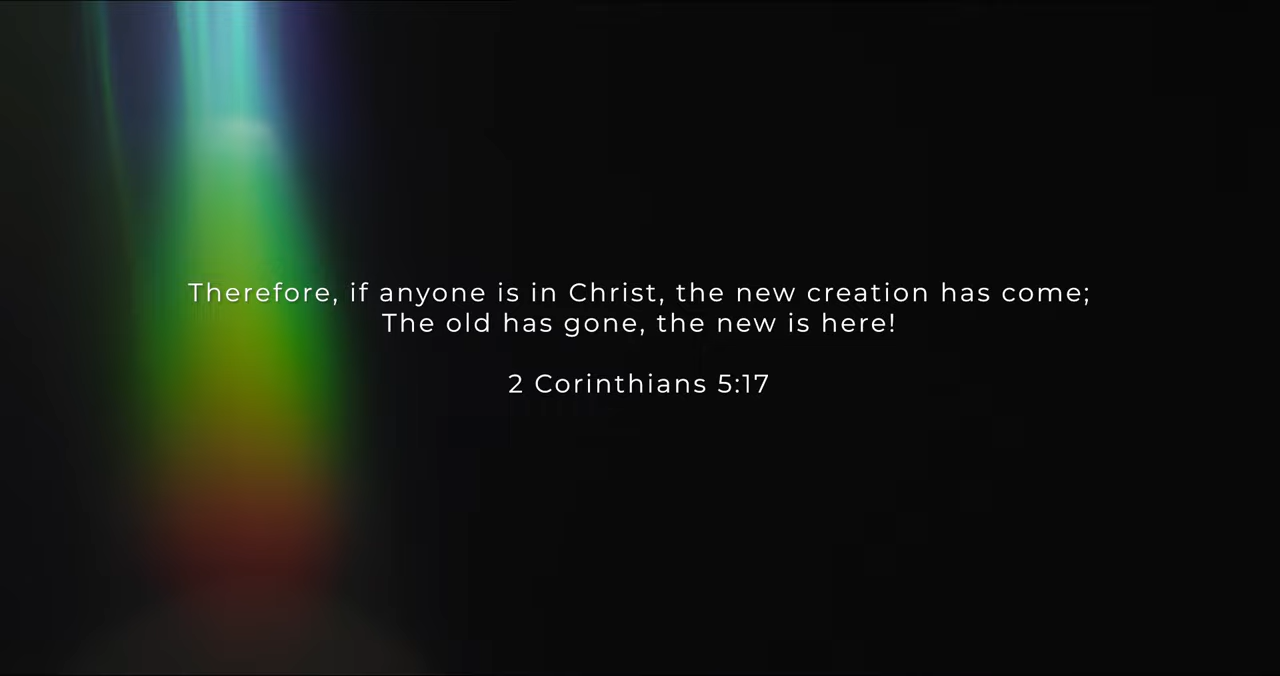 Therefore, if anyone is in Christ, the new creation has come;
The old has gone, the new is here!
2 Corinthians 5:17